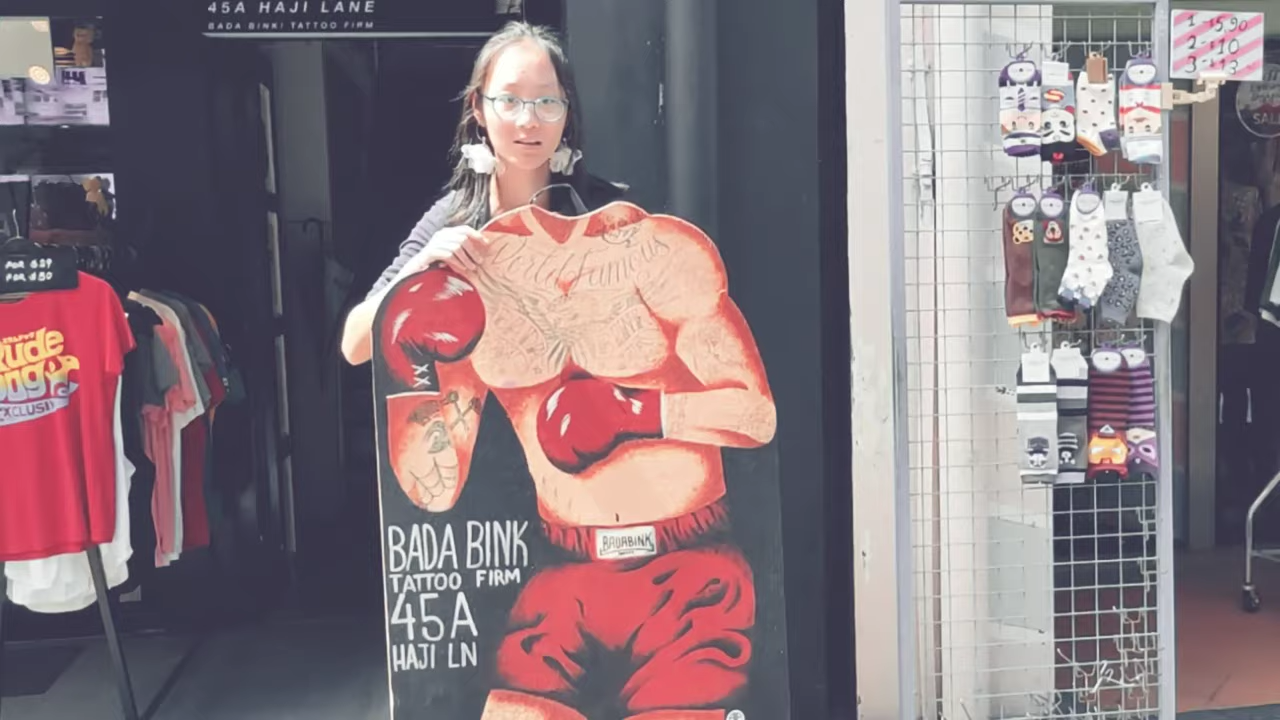 45A HAJI LANE
BADA BINK! TATTOO FIRM
FOR $29
FOR $50
Rude
EXCLUSI
World Famous
BADABINK
BADA BINK
TATTOO FIRM
45A
HAJI LN
1 - $5.90
2 - $10
3 - $13
SALE